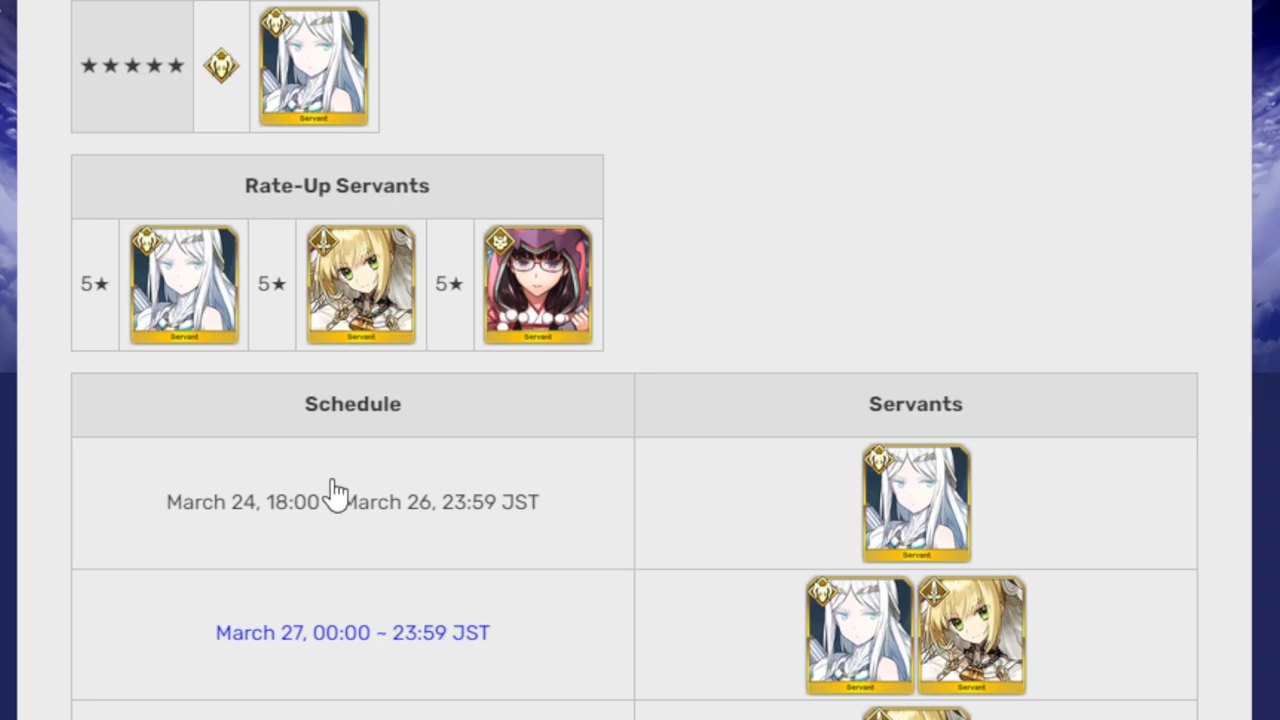 ★★★★★
Servant
Rate-Up Servants
5★ Servant 5★ Servant 5★ Servant
Schedule Servants
March 24, 18:00 March 26, 23:59 JST
Servant
March 27, 00:00 ~ 23:59 JST
Servant Servant